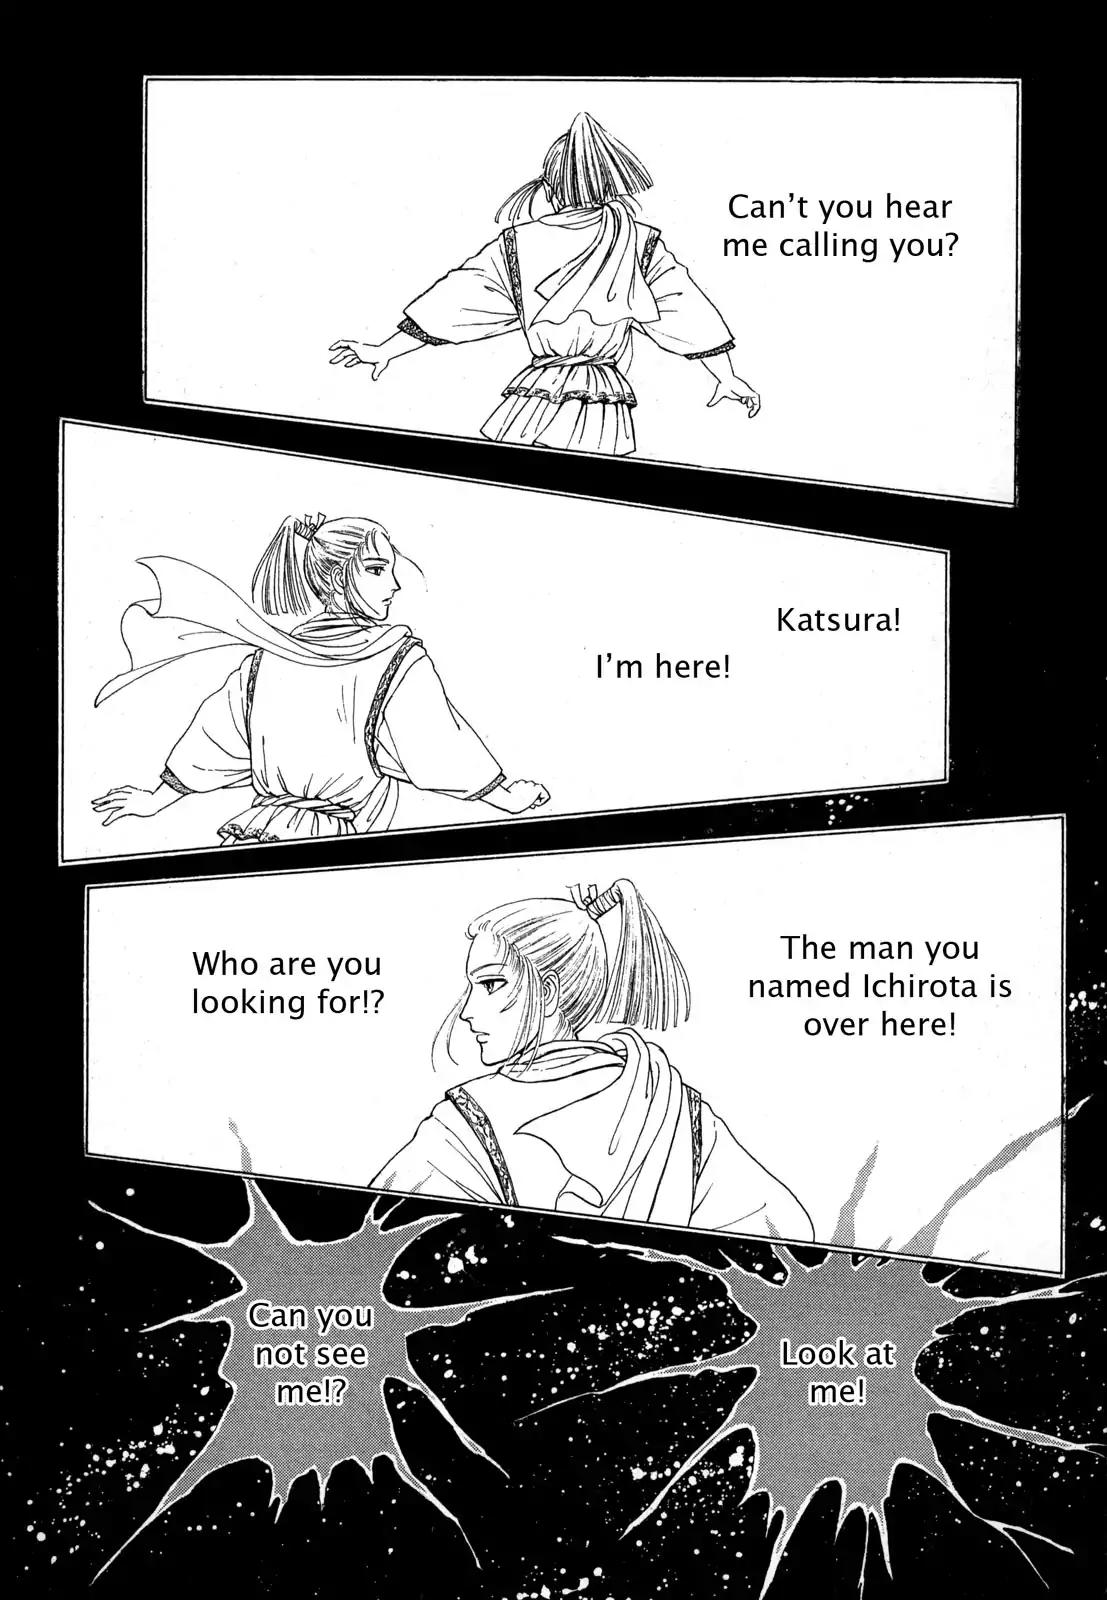 Can't you hear
me calling you?
Katsura!
I'm here!
The man you
named Ichirota is
over here!
Who are you
looking for!?
Look at
me!
Can you
not see
me!?